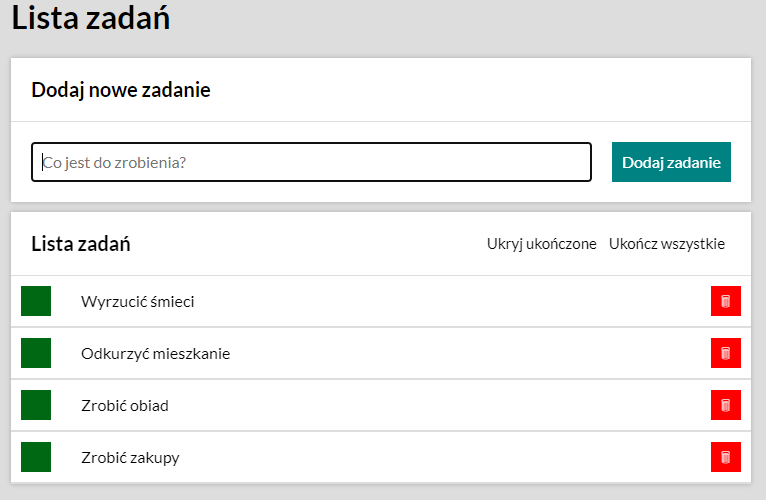 Lista zadań
Dodaj nowe zadanie
Co jest do zrobienia? Dodaj zadanie
Lista zadań Ukryj ukończone Ukończ wszystkie
Wyrzucić śmieci
Odkurzyć mieszkanie
Zrobić obiad
Zrobić zakupy